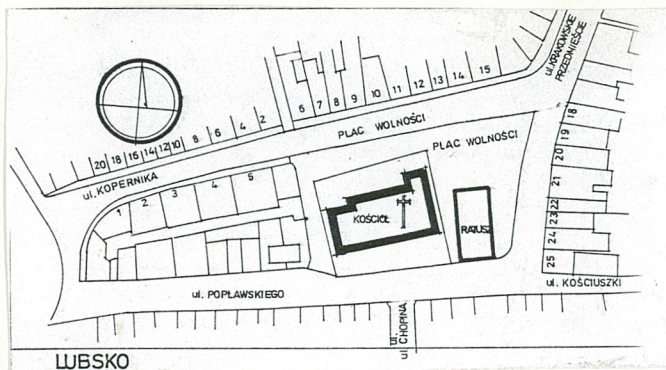 ul. KRAKOWSKIE
PRZEDMIEŚCIE
6 7 8 9 10 11 12 13 14 15
20 18 16 14 12 10 8 6 4 2
PLAC WOLNOŚCI
PLAC WOLNOŚCI
ul. KOPERNIKA
1 2 3 4 5
KOŚCIÓŁ
RATUSZ
18
19
20
21
22
23
24
25
ul. POPŁAWSKIEGO
ul. KOŚCIUSZKI
ul.
ul CHOPINA
LUBSKO